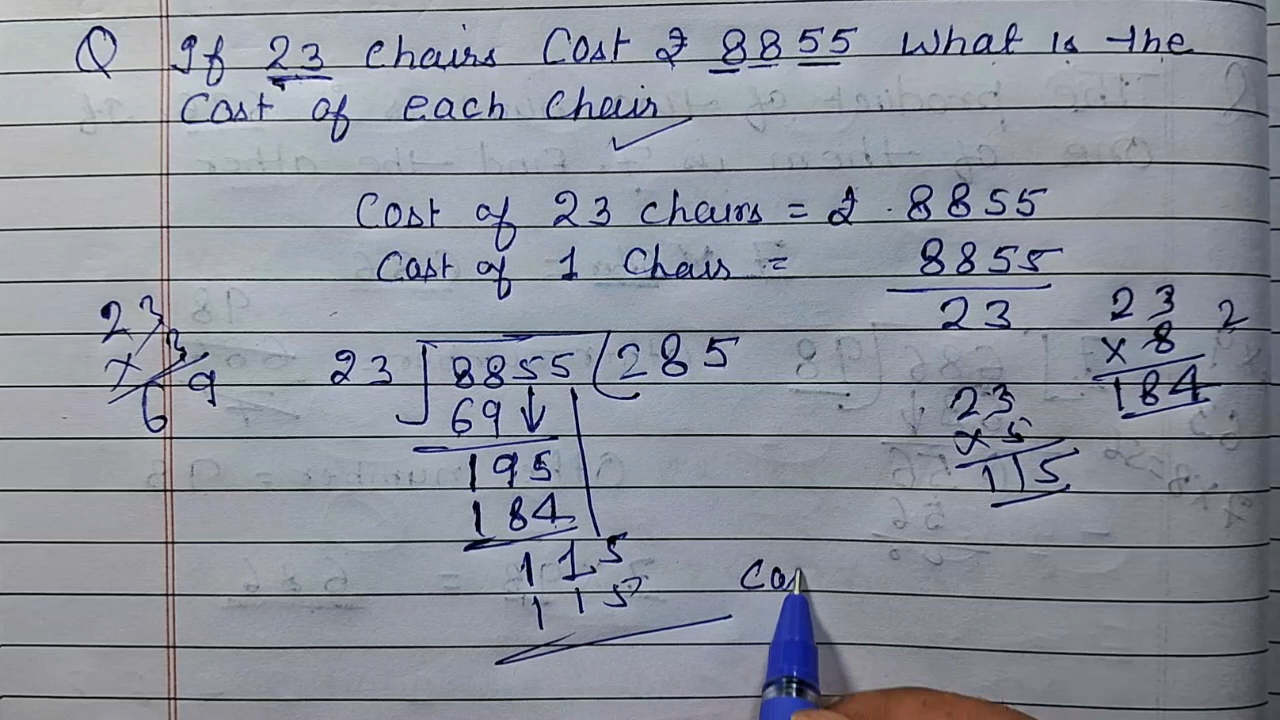 Q If 23 Chairs Cost ₹ 8855 What is the
Cost of each Chair
Cost of 23 Chairs = ₹ 8855
Cost of 1 Chair = 8855
23
23
×3
69
23 8855 285
69
195
184
115
115
23 2
×8
184
23
×5
115
Cos